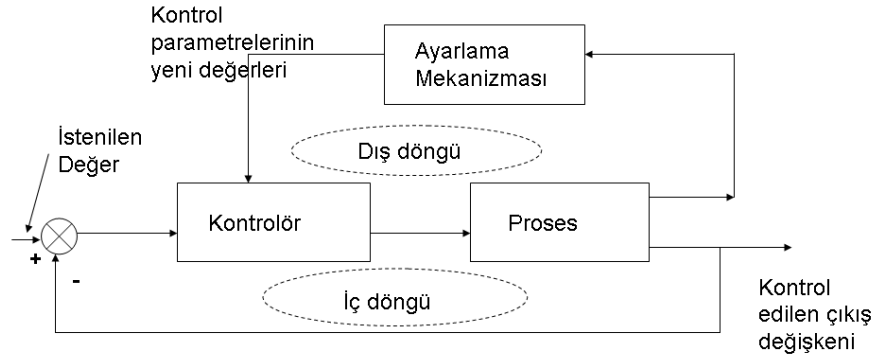 Kontrol
parametrelerinin
yeni değerleri
Ayarlama
Mekanizması
İstenilen
Değer
Dış döngü
Kontrolör
Proses
+
-
İç döngü
Kontrol
edilen çıkış
değişkeni